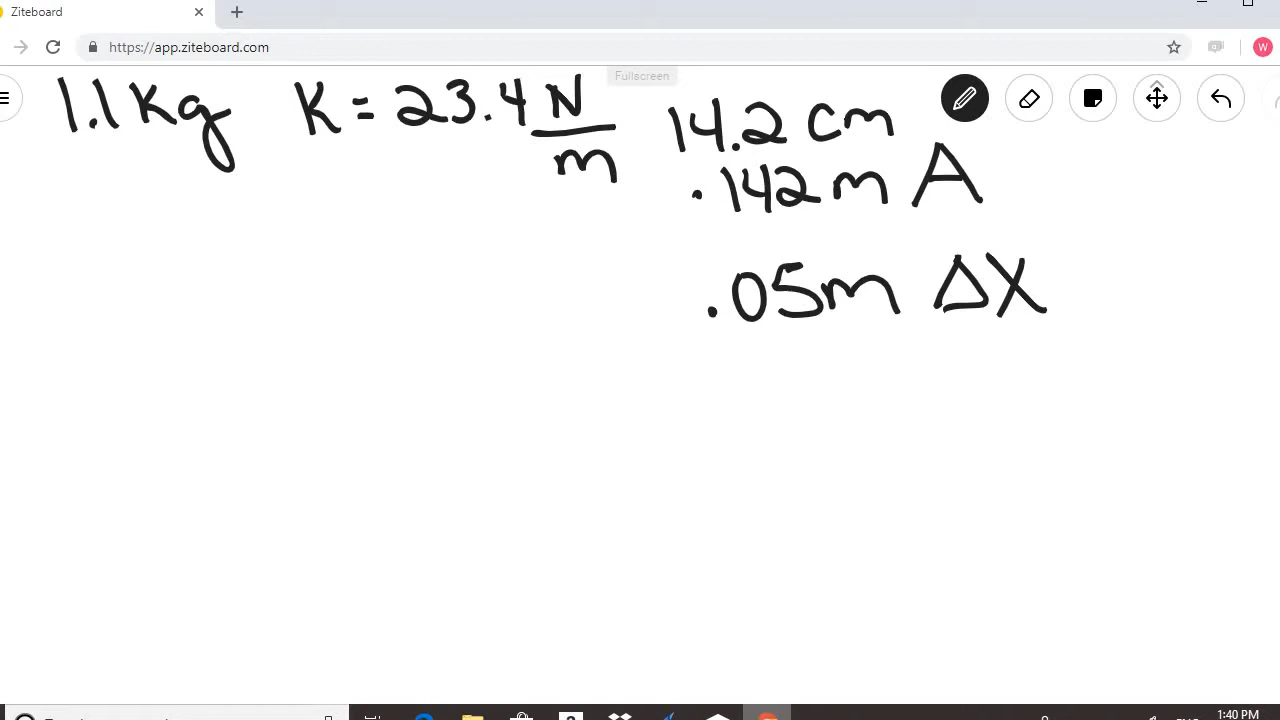 Ziteboard
https://app.ziteboard.com
W
Fullscreen
1.1 kg K = 23.4 N/m 14.2 cm
.142 m A
.05 m ΔX
1:40 PM